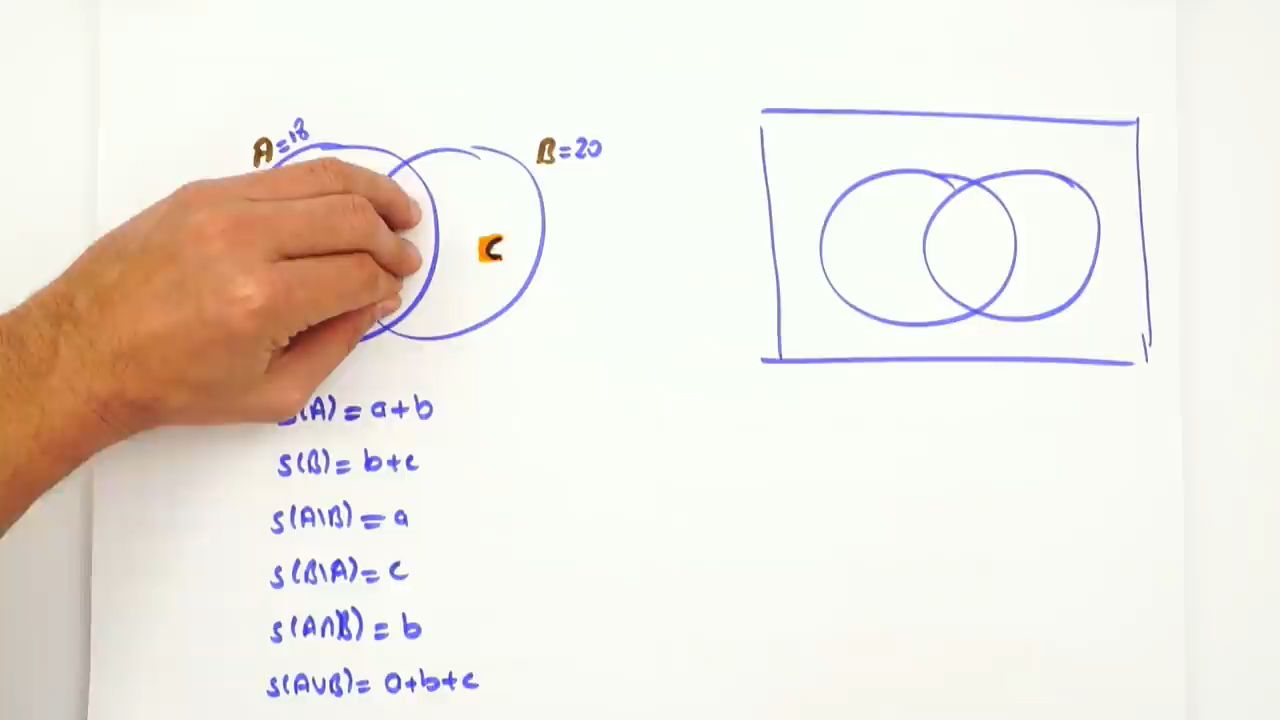 A=18
B=20
C
s(A) = a+b
s(B) = b+c
s(A\B) = a
s(B\A) = c
s(A∩B) = b
s(A∪B) = a+b+c